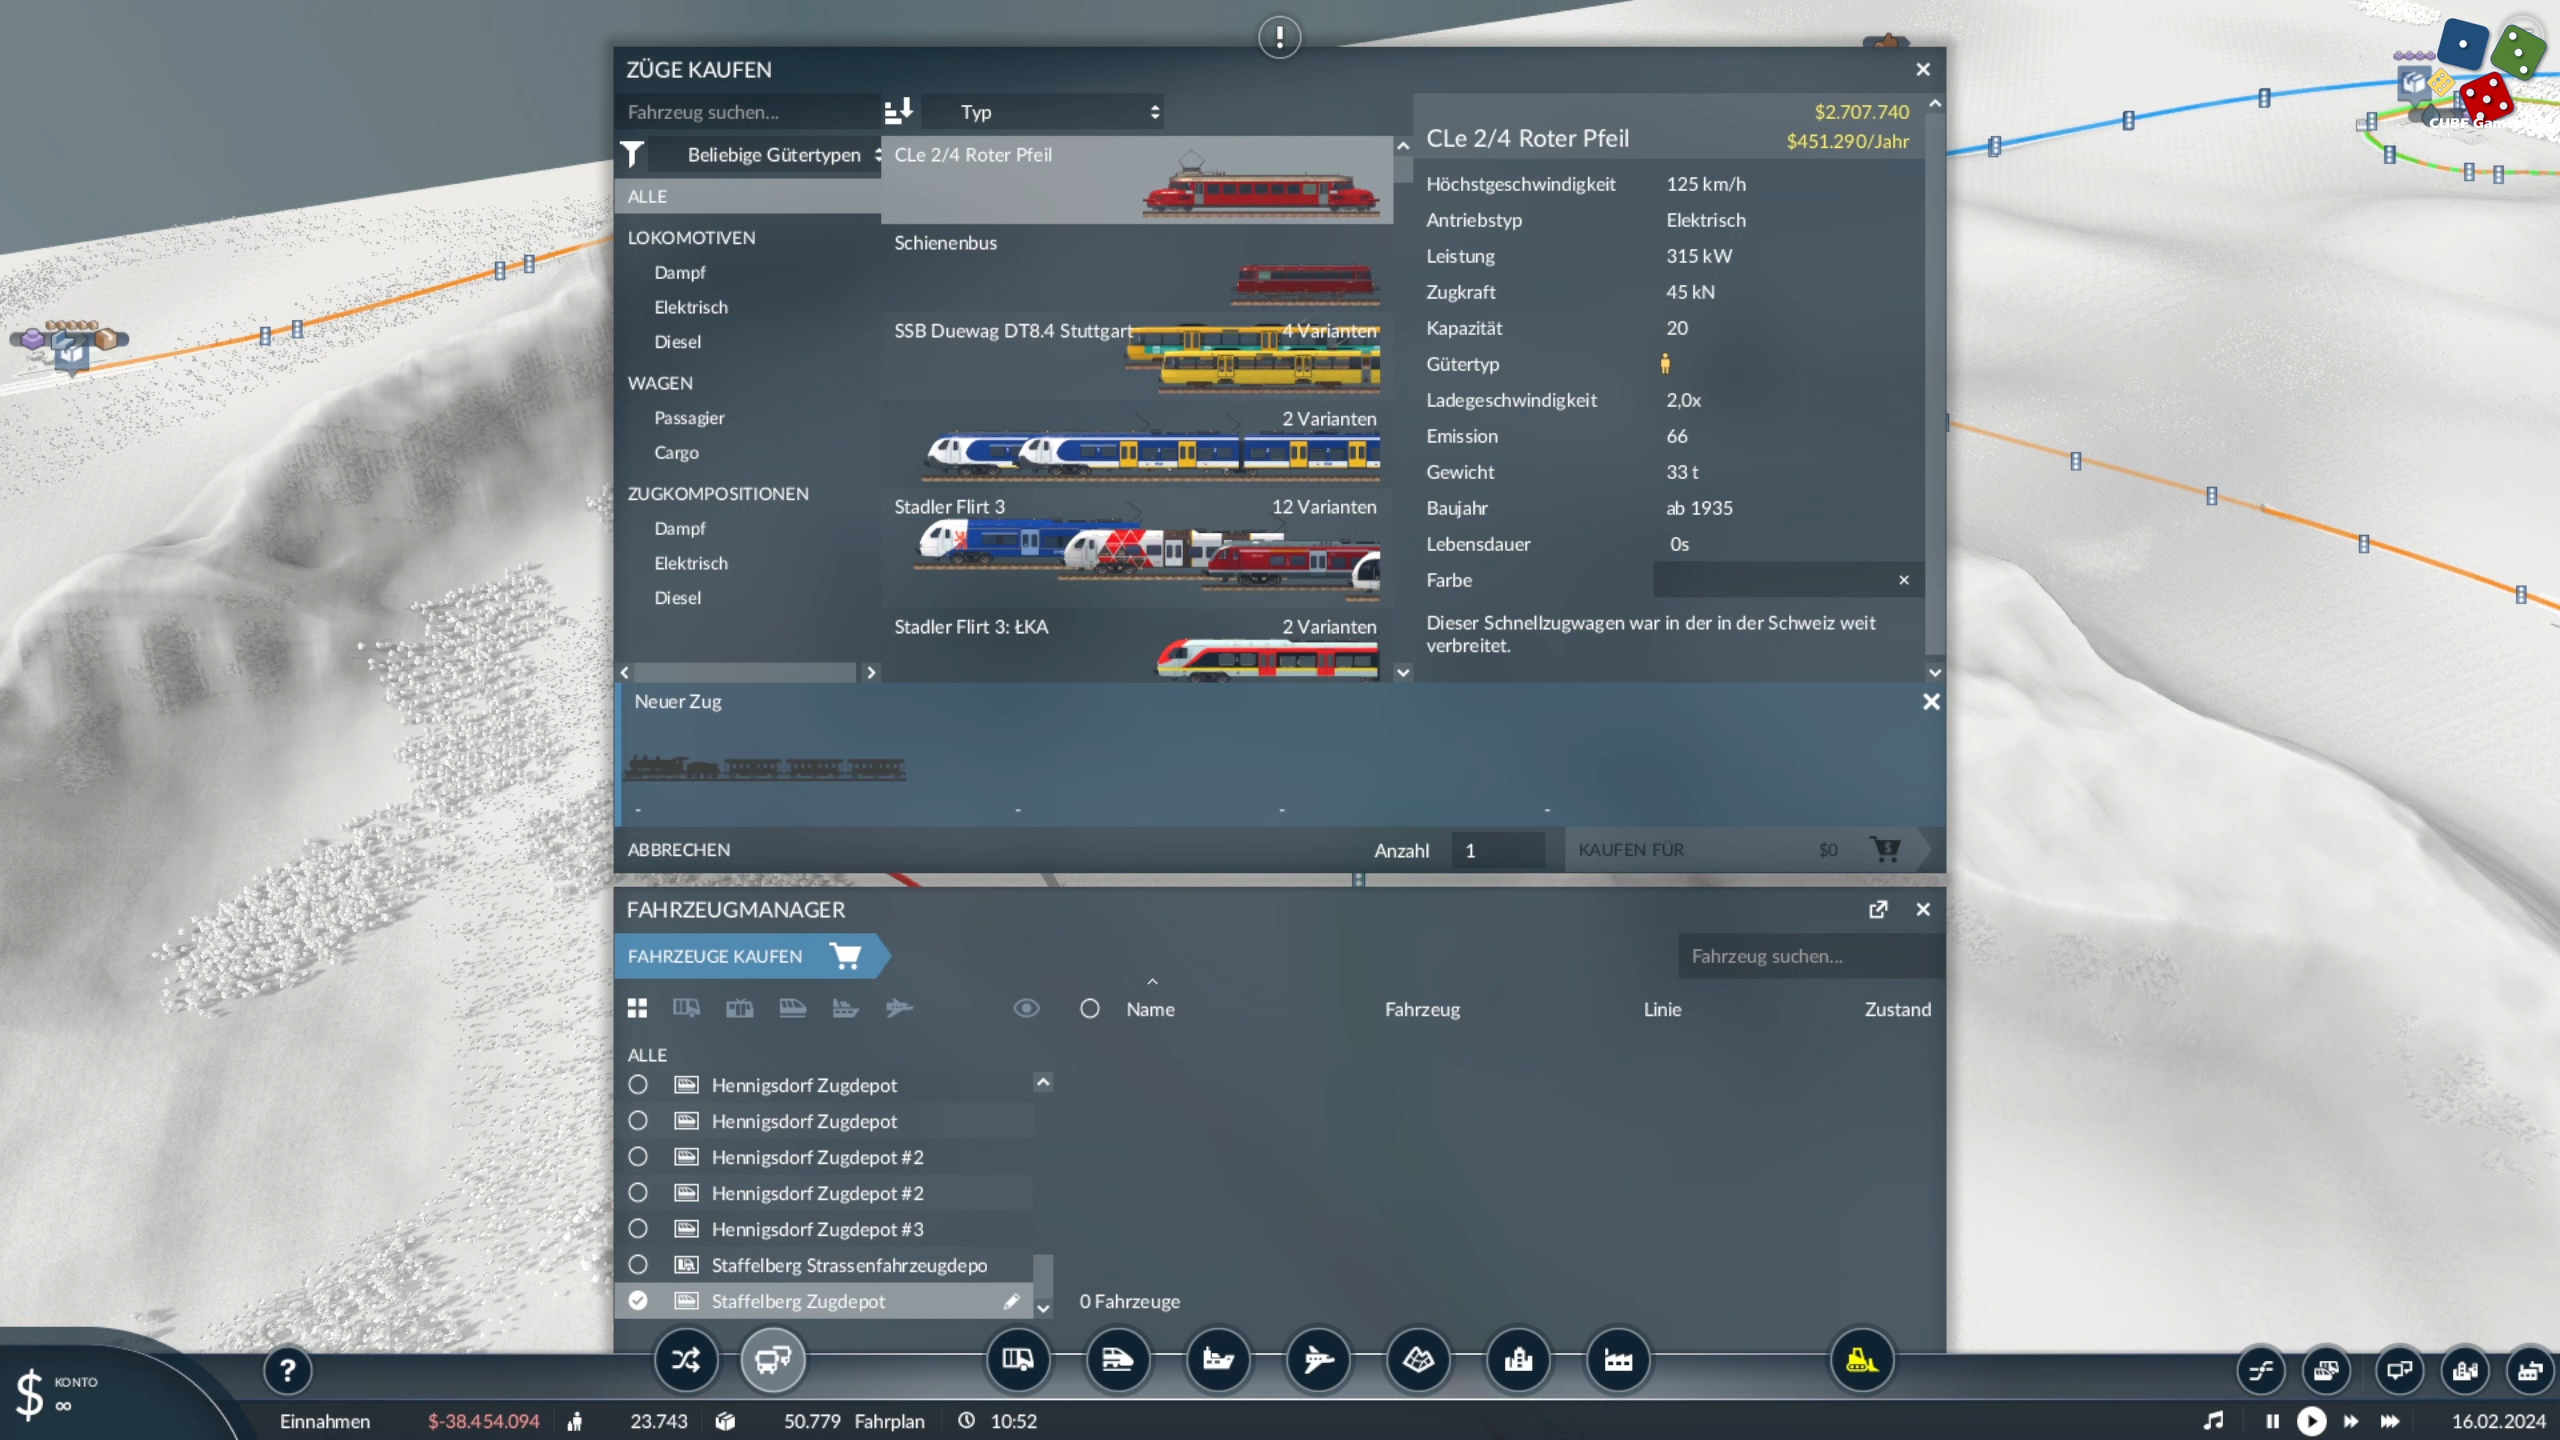 ZÜGE KAUFEN
Fahrzeug suchen...
Typ
Beliebige Gütertypen
ALLE
LOKOMOTIVEN
Dampf
Elektrisch
Diesel
WAGEN
Passagier
Cargo
ZUGKOMPOSITIONEN
Dampf
Elektrisch
Diesel
CLe 2/4 Roter Pfeil
Schienenbus
SSB Duewag DT8.4 Stuttgart 4 Varianten
2 Varianten
Stadler Flirt 3 12 Varianten
Stadler Flirt 3: ŁKA 2 Varianten
$2.707.740
CLe 2/4 Roter Pfeil $451.290/Jahr
Höchstgeschwindigkeit 125 km/h
Antriebstyp Elektrisch
Leistung 315 kW
Zugkraft 45 kN
Kapazität 20
Gütertyp
Ladegeschwindigkeit 2,0x
Emission 66
Gewicht 33 t
Baujahr ab 1935
Lebensdauer 0s
Farbe
Dieser Schnellzugwagen war in der in der Schweiz weit
verbreitet.
Neuer Zug
- - - -
ABBRECHEN Anzahl 1 KAUFEN FÜR $0
FAHRZEUGMANAGER
FAHRZEUGE KAUFEN Fahrzeug suchen...
Name Fahrzeug Linie Zustand
ALLE
Hennigsdorf Zugdepot
Hennigsdorf Zugdepot
Hennigsdorf Zugdepot #2
Hennigsdorf Zugdepot #2
Hennigsdorf Zugdepot #3
Staffelberg Strassenfahrzeugdepo
Staffelberg Zugdepot 0 Fahrzeuge
KONTO
∞
Einnahmen $-38.454.094 23.743 50.779 Fahrplan 10:52 16.02.2024
CUBE